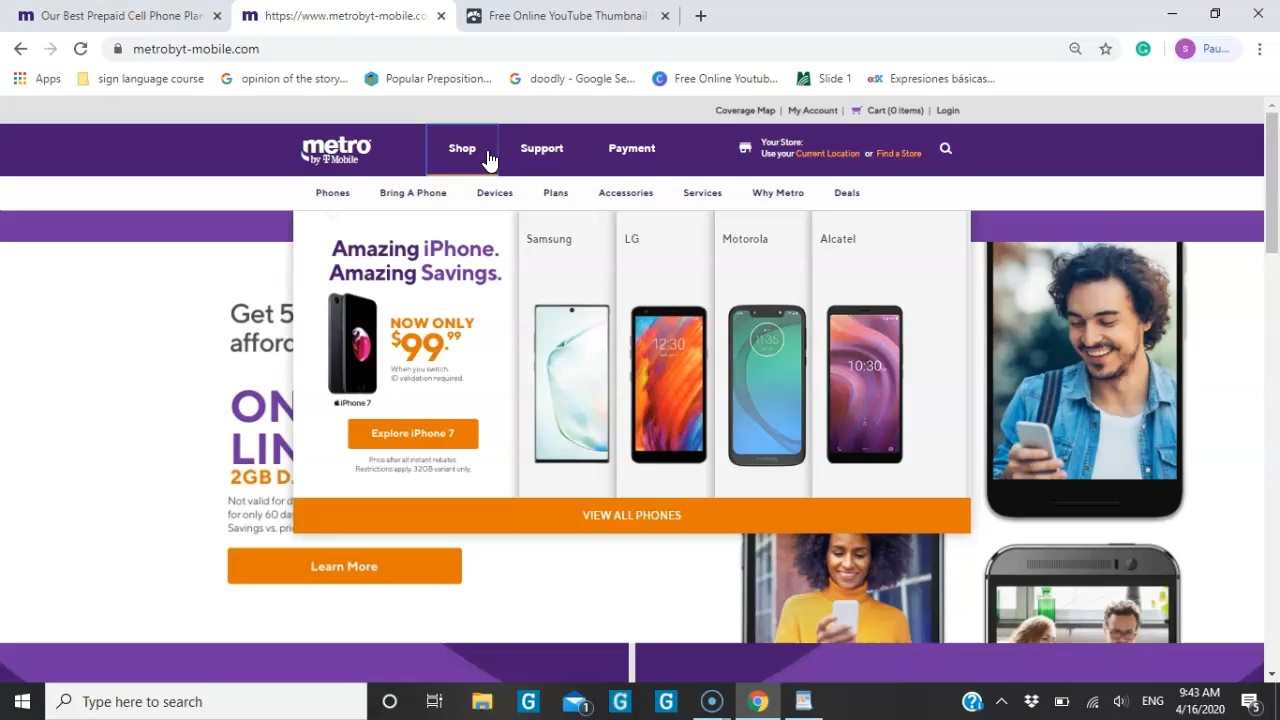 Our Best Prepaid Cell Phone Plan
https://www.metrobyt-mobile.co
Free Online YouTube Thumbnail
metrobyt-mobile.com
S Pau...
Apps
sign language course
opinion of the story...
Popular Preposition...
doodly - Google Se...
Free Online Youtub...
Slide 1
Expresiones básicas...
Coverage Map | My Account | Cart (0 items) | Login
metro
by T Mobile
Shop
Support
Payment
Your Store:
Use your Current Location or Find a Store
Phones
Bring A Phone
Devices
Plans
Accessories
Services
Why Metro
Deals
Amazing iPhone.
Amazing Savings.
NOW ONLY
$99.99
When you switch.
ID validation required.
iPhone 7
Explore iPhone 7
Price after all instant rebates.
Restrictions apply. 32GB variant only.
Samsung
LG
Motorola
Alcatel
12:30
11:35
10:30
VIEW ALL PHONES
Get 5
afford
ON
LIN
2GB D
Not valid for d
for only 60 da
Savings vs. pri
Learn More
Type here to search
1
ENG
9:43 AM
4/16/2020
5